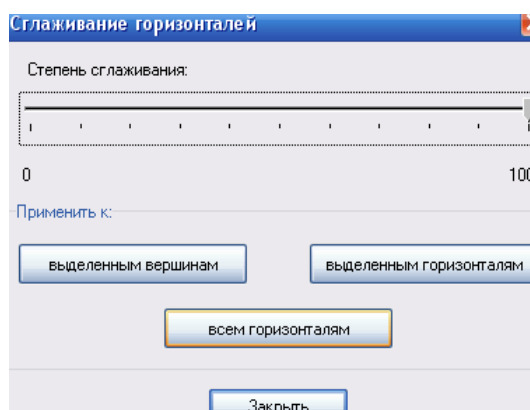 Сглаживание горизонталей
Степень сглаживания:
0 100
Применить к:
выделенным вершинам выделенным горизонталям
всем горизонталям
Закрыть